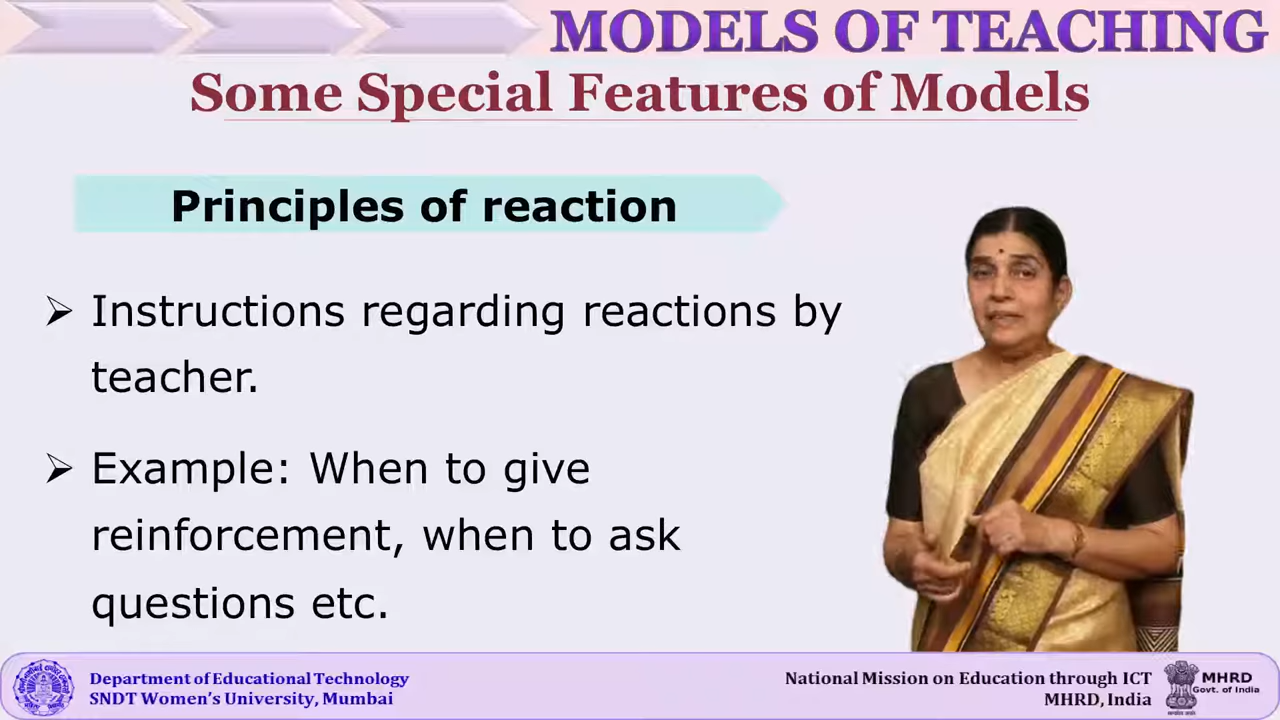 MODELS OF TEACHING
Some Special Features of Models
Principles of reaction
➢ Instructions regarding reactions by
teacher.
➢ Example: When to give
reinforcement, when to ask
questions etc.
Department of Educational Technology
SNDT Women's University, Mumbai
National Mission on Education through ICT
MHRD, India
MHRD
Govt. of India